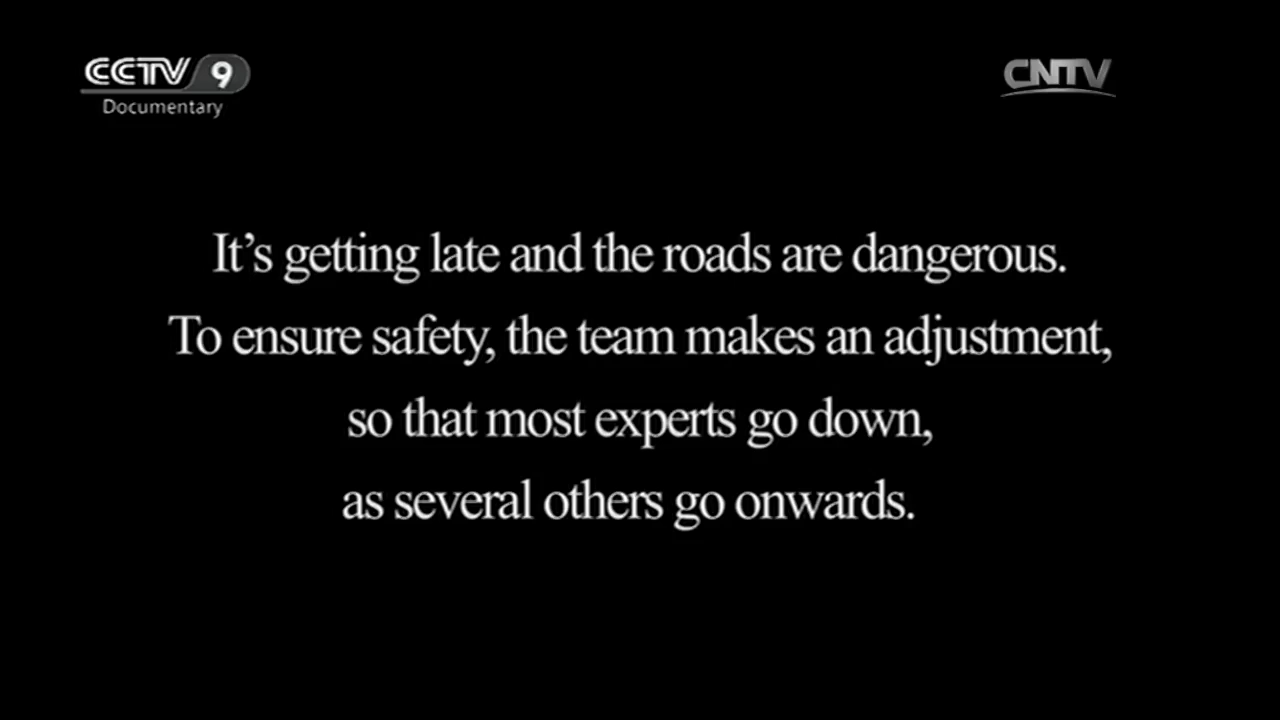 CCTV 9
Documentary
CNTV
It’s getting late and the roads are dangerous.
To ensure safety, the team makes an adjustment,
so that most experts go down,
as several others go onwards.